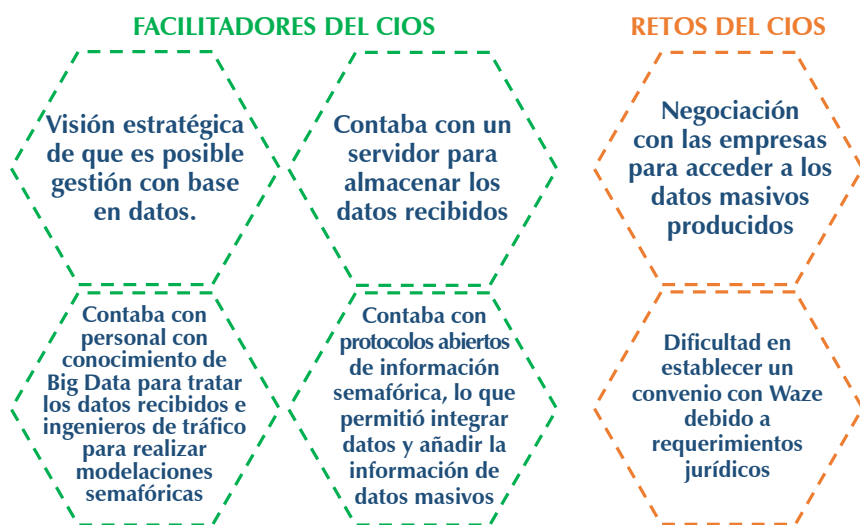 FACILITADORES DEL CIOS
Visión estratégica
de que es posible
gestión con base
en datos.
Contaba con un
servidor para
almacenar los
datos recibidos
Contaba con
personal con
conocimiento de
Big Data para tratar
los datos recibidos e
ingenieros de tráfico
para realizar
modelaciones
semafóricas
Contaba con
protocolos abiertos
de información
semafórica, lo que
permitió integrar
datos y añadir la
información de
datos masivos
RETOS DEL CIOS
Negociación
con las empresas
para acceder a los
datos masivos
producidos
Dificultad en
establecer un
convenio con Waze
debido a
requerimientos
jurídicos